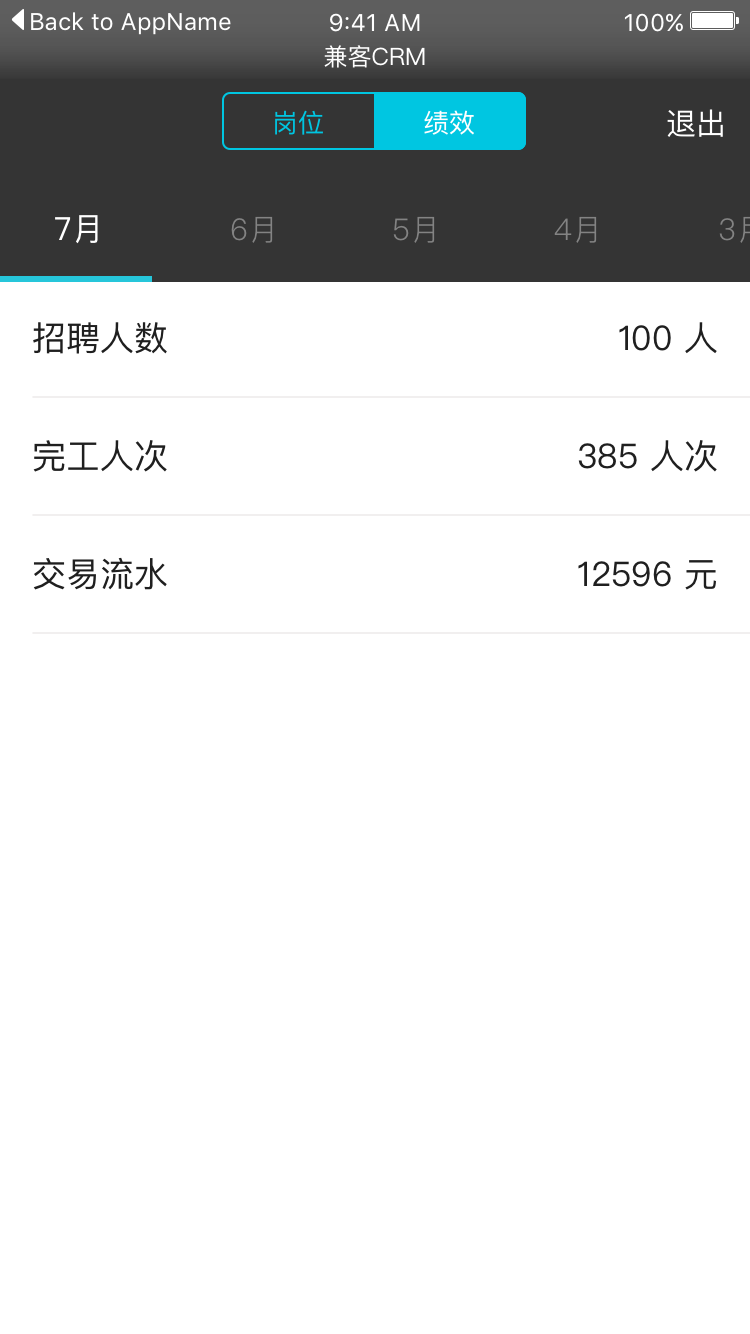 Back to AppName 9:41 AM 100%
兼客CRM
岗位 绩效 退出
7月 6月 5月 4月 3月
招聘人数 100 人
完工人次 385 人次
交易流水 12596 元